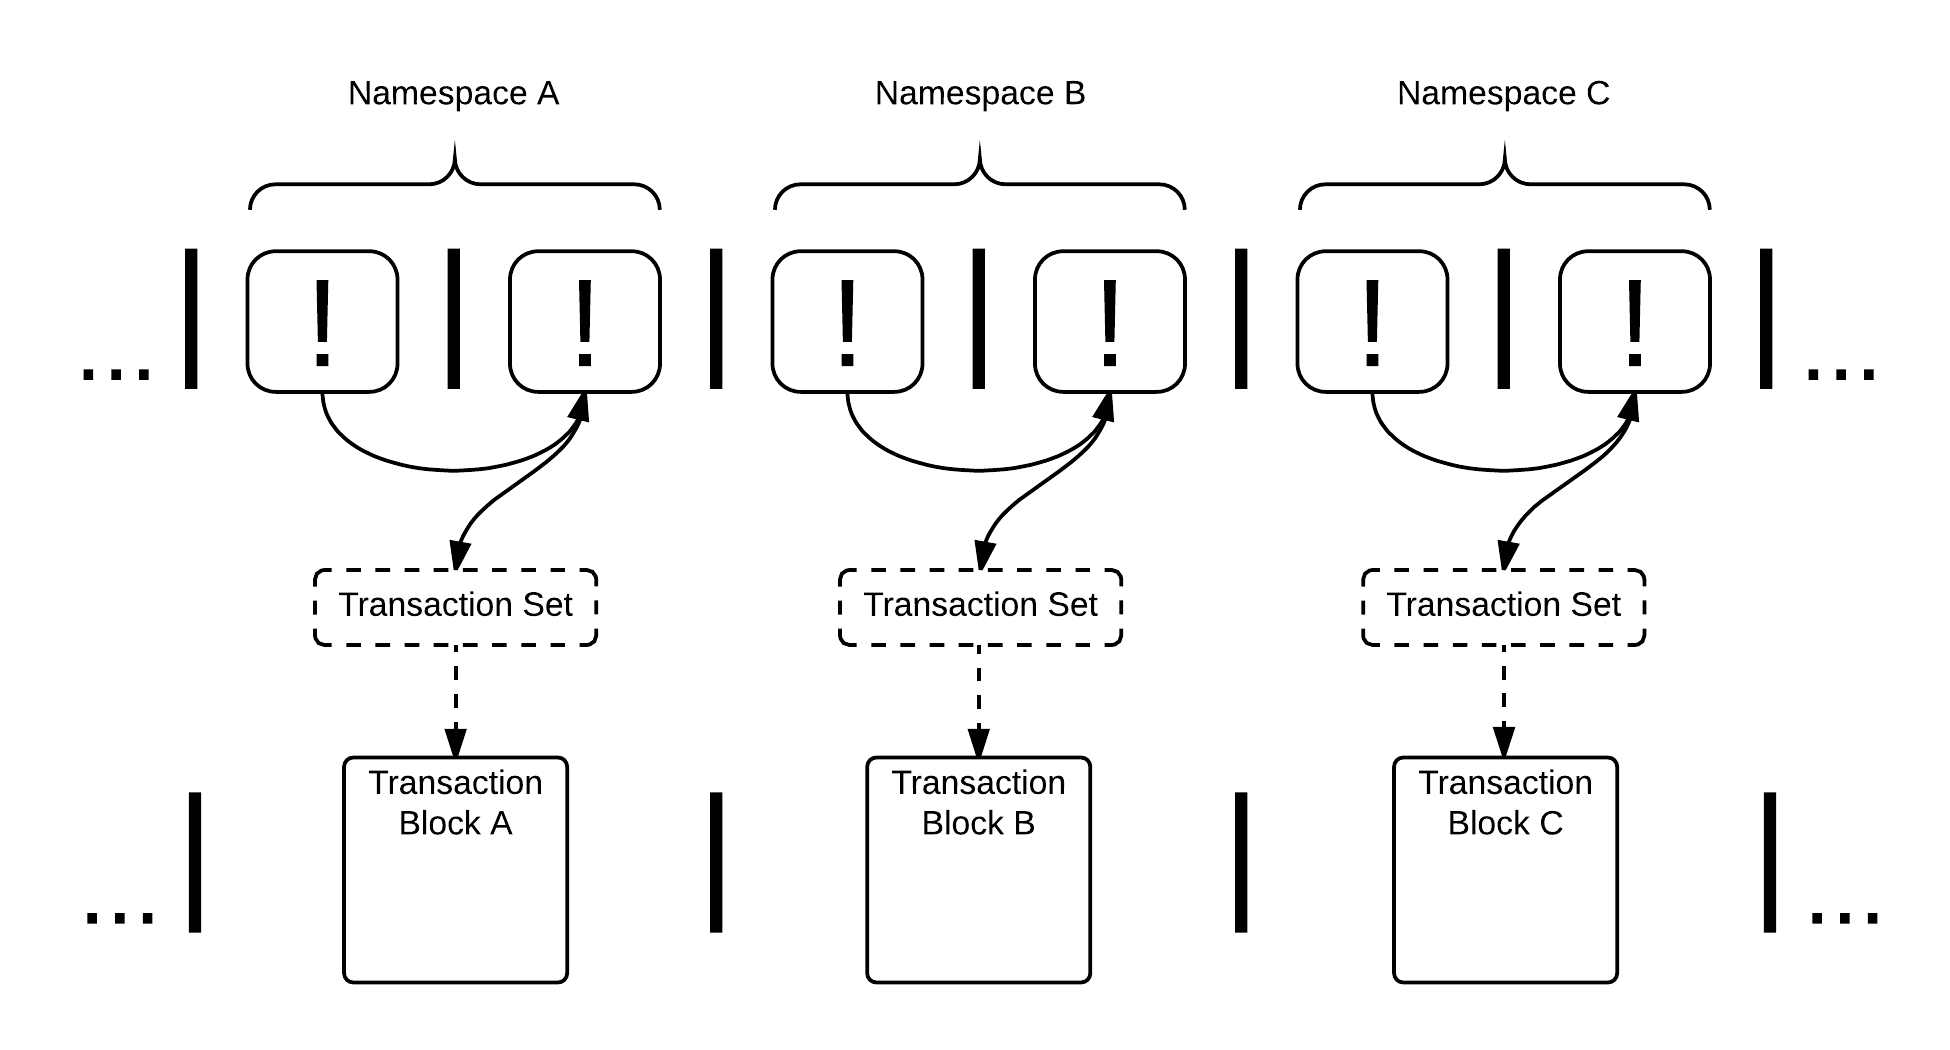 Namespace A
Namespace B
Namespace C
... | ! | ! | ! | ! | ! | ! | ...
Transaction Set
Transaction Set
Transaction Set
Transaction
Block A
Transaction
Block B
Transaction
Block C
... | | | | ...